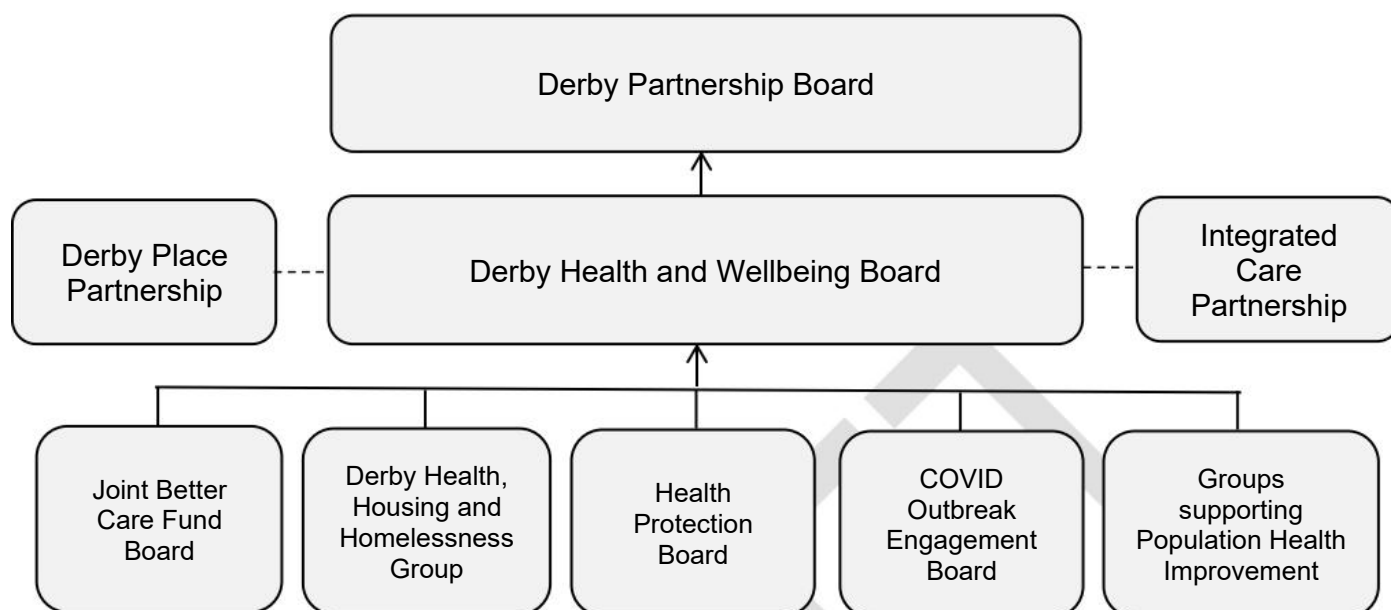 Derby Partnership Board
Derby Place
Partnership
Derby Health and Wellbeing Board
Integrated
Care
Partnership
Joint Better
Care Fund
Board
Derby Health,
Housing and
Homelessness
Group
Health
Protection
Board
COVID
Outbreak
Engagement
Board
Groups
supporting
Population Health
Improvement